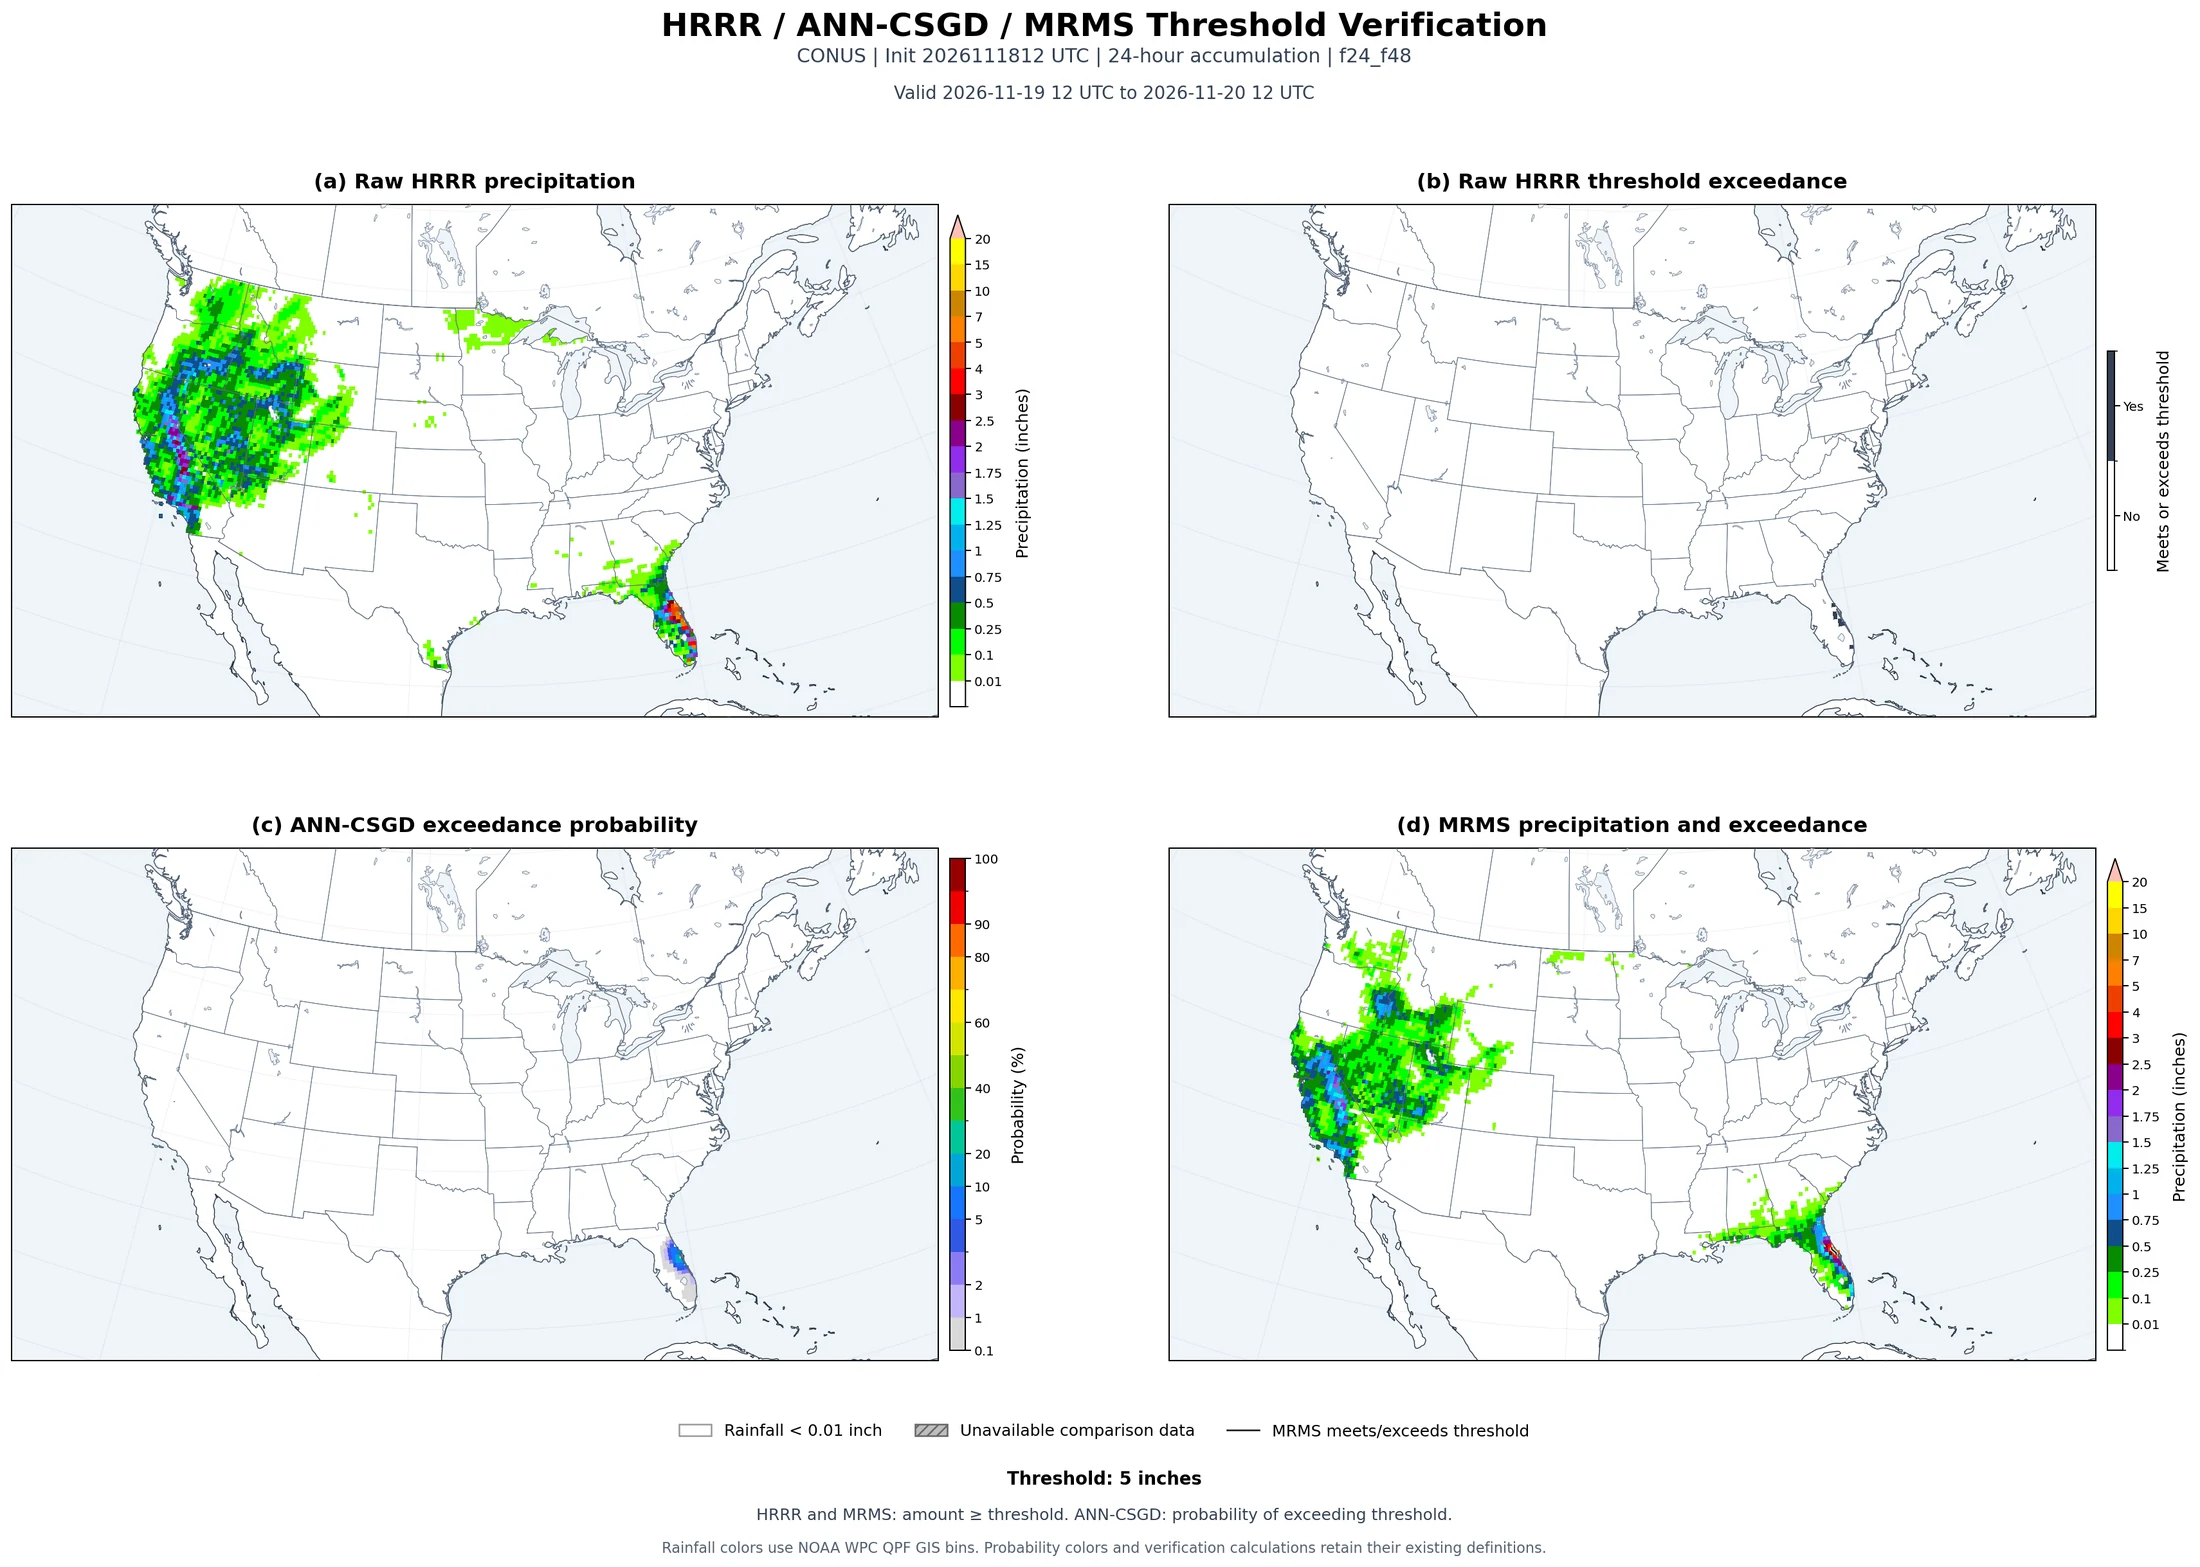 HRRR / ANN-CSGD / MRMS Threshold Verification
CONUS | Init 2026111812 UTC | 24-hour accumulation | f24_f48
Valid 2026-11-19 12 UTC to 2026-11-20 12 UTC
(a) Raw HRRR precipitation
20
15
10
7
5
4
3
2.5
2
1.75
1.5
1.25
1
0.75
0.5
0.25
0.1
0.01
Precipitation (inches)
(b) Raw HRRR threshold exceedance
Yes
No
Meets or exceeds threshold
(c) ANN-CSGD exceedance probability
100
90
80
60
40
20
10
5
2
1
0.1
Probability (%)
(d) MRMS precipitation and exceedance
20
15
10
7
5
4
3
2.5
2
1.75
1.5
1.25
1
0.75
0.5
0.25
0.1
0.01
Precipitation (inches)
Rainfall < 0.01 inch
Unavailable comparison data
MRMS meets/exceeds threshold
Threshold: 5 inches
HRRR and MRMS: amount ≥ threshold. ANN-CSGD: probability of exceeding threshold.
Rainfall colors use NOAA WPC QPF GIS bins. Probability colors and verification calculations retain their existing definitions.